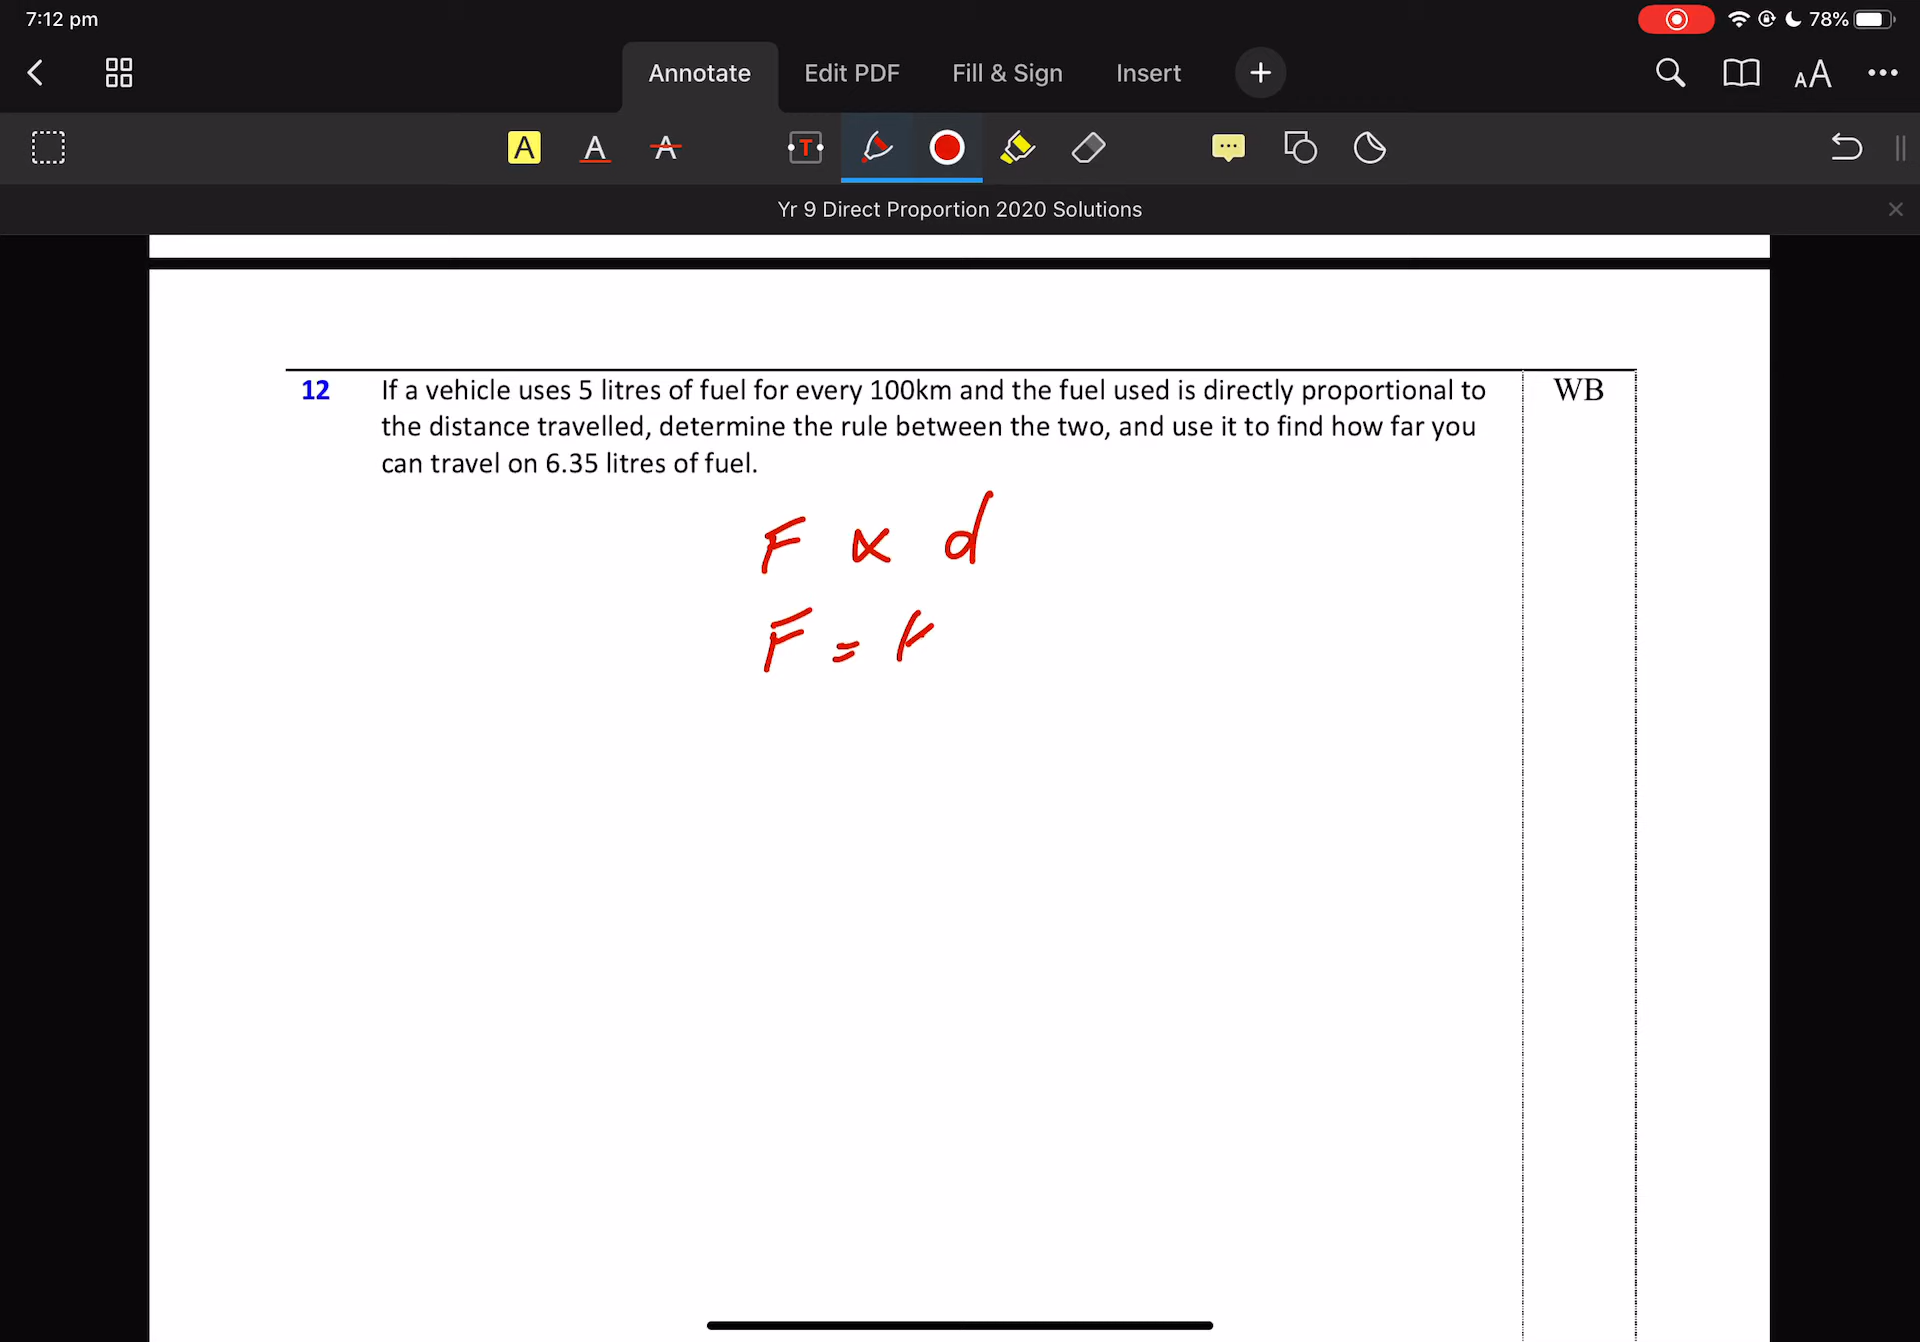 7:12 pm
78%
Annotate
Edit PDF
Fill & Sign
Insert
A
A
A
T
AA
Yr 9 Direct Proportion 2020 Solutions
12
If a vehicle uses 5 litres of fuel for every 100km and the fuel used is directly proportional to
the distance travelled, determine the rule between the two, and use it to find how far you
can travel on 6.35 litres of fuel.
WB
F ∝ d
F =